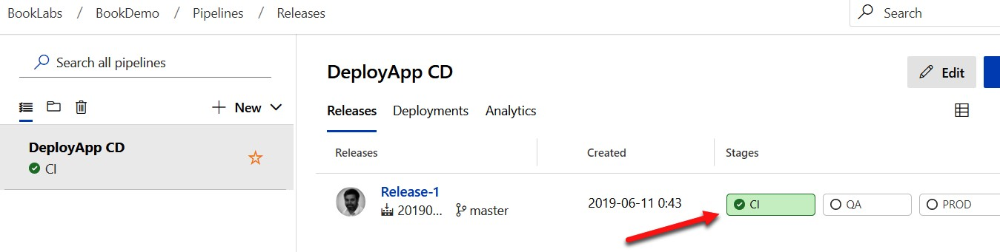 BookLabs / BookDemo / Pipelines / Releases
Search
Search all pipelines
New
DeployApp CD
CI
DeployApp CD
Edit
Releases Deployments Analytics
Releases Created Stages
Release-1
20190... master
2019-06-11 0:43
CI QA PROD